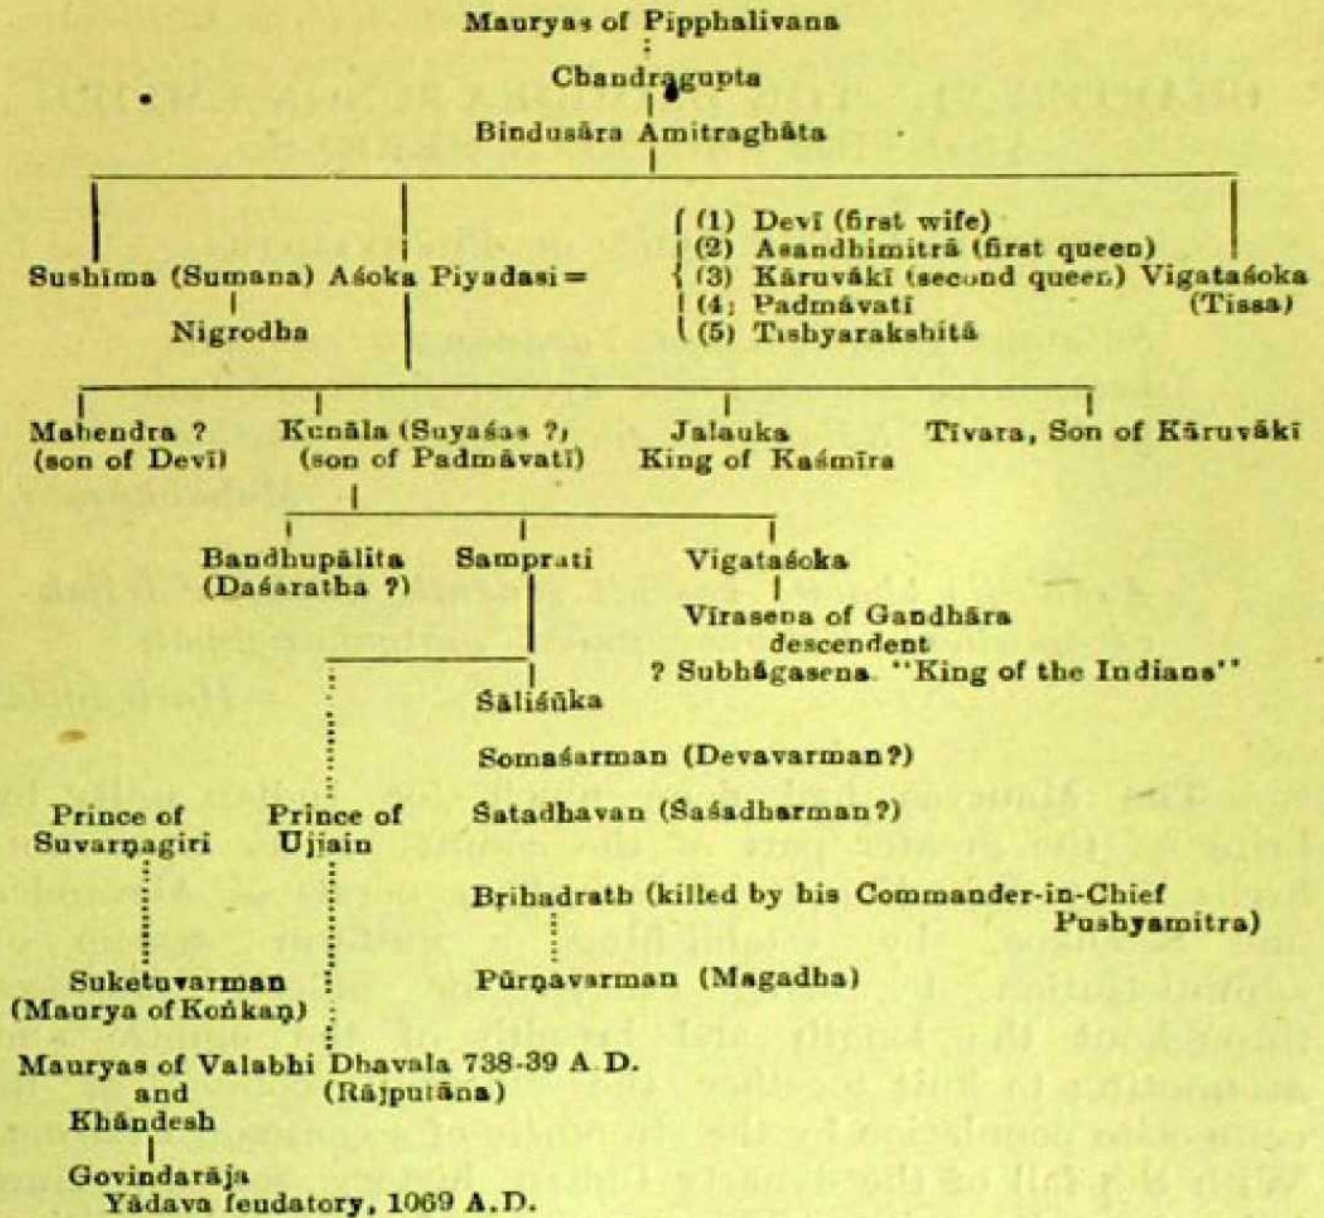 Mauryas of Pipphalivana
Chandragupta
Bindusāra Amitraghāta
{ (1) Devī (first wife)
(2) Asandhimitrā (first queen)
Sushīma (Sumana) Aśoka Piyadasi = (3) Kāruvākī (second queen) Vigataśoka
(4) Padmāvatī (Tissa)
Nigrodha (5) Tishyarakshitā
Mahendra ? Kunāla (Suyaśas ?) Jalauka Tīvara, Son of Kāruvākī
(son of Devī) (son of Padmāvatī) King of Kaśmīra
Bandhupālita Samprati Vigataśoka
(Daśaratha ?)
Vīrasena of Gandhāra
descendent
? Subhāgasena. "King of the Indians"
Śāliśūka
Somaśarman (Devavarman?)
Prince of Prince of Śatadhavan (Śaśadharman?)
Suvarṇagiri Ujjain
Bṛihadrath (killed by his Commander-in-Chief
Pushyamitra)
Suketuvarman Pūrṇavarman (Magadha)
(Maurya of Koṅkaṇ)
Mauryas of Valabhi Dhavala 738-39 A.D.
and (Rājputāna)
Khāndesh
Govindarāja
Yādava feudatory, 1069 A.D.